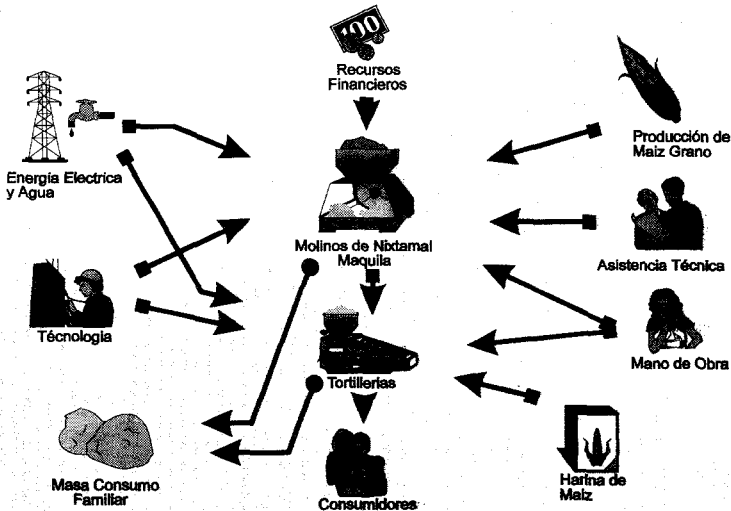 100
Recursos
Financieros
Energía Electrica
y Agua
Producción de
Maiz Grano
Molinos de Nixtamal
Maquila
Asistencia Técnica
Técnologia
Tortillerias
Mano de Obra
Masa Consumo
Familiar
Consumidores
Harina de
Maiz